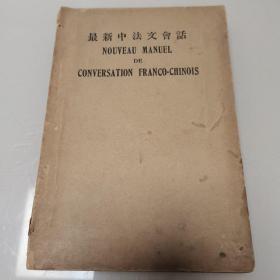 最新中法文會話
NOUVEAU MANUEL
DE
CONVERSATION FRANCO-CHINOIS